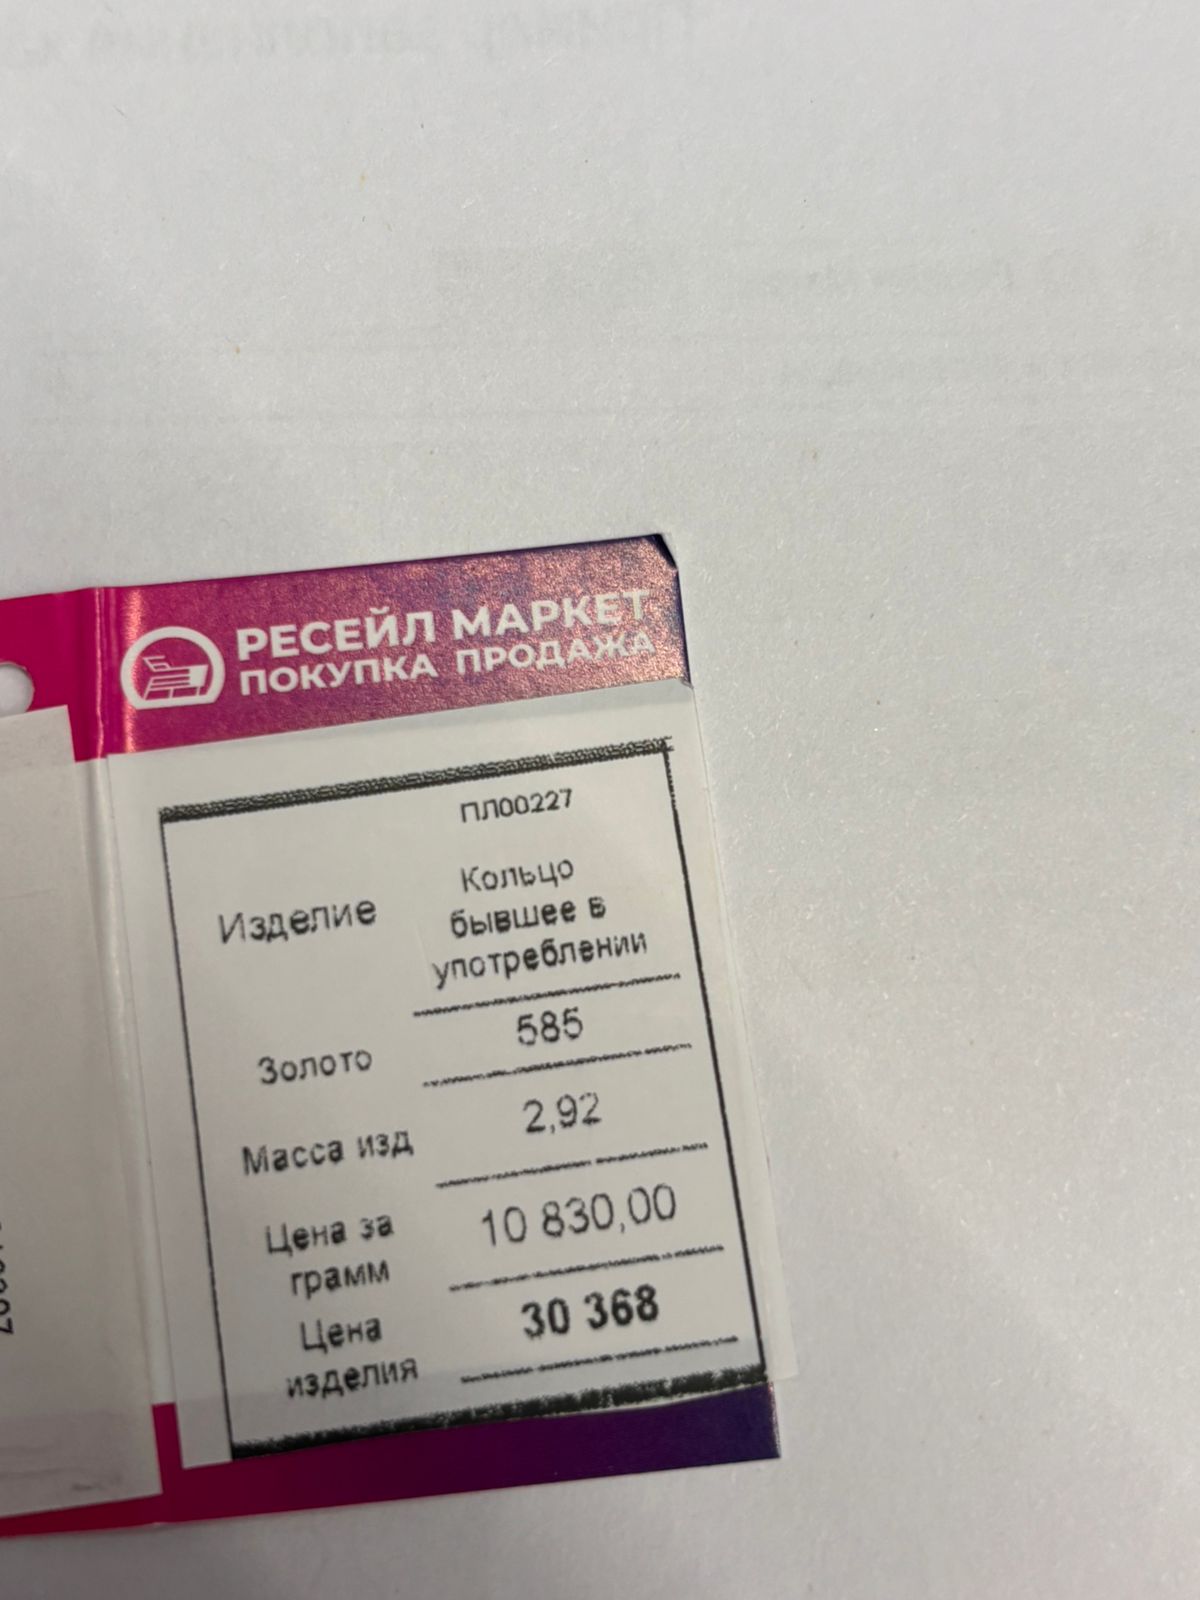 РЕСЕЙЛ МАРКЕТ
ПОКУПКА ПРОДАЖА
ПЛ00227
Изделие
Кольцо
бывшее в
употреблении
Золото
585
Масса изд
2,92
Цена за
грамм
10 830,00
Цена
изделия
30 368